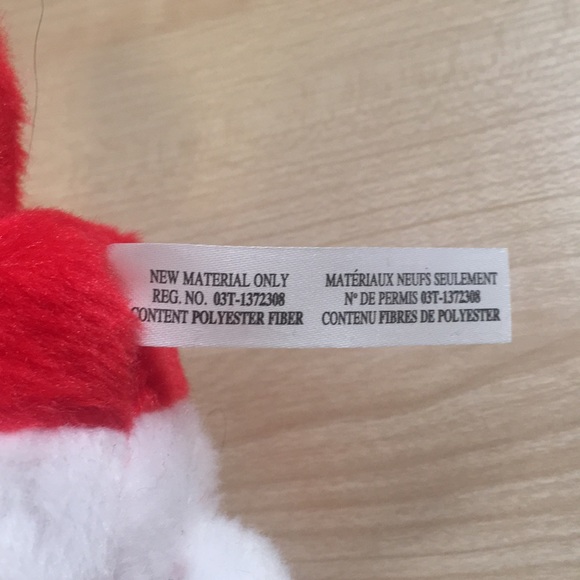 NEW MATERIAL ONLY
REG. NO. 03T-1372308
CONTENT POLYESTER FIBER
MATÉRIAUX NEUFS SEULEMENT
Nº DE PERMIS 03T-1372308
CONTENU FIBRES DE POLYESTER